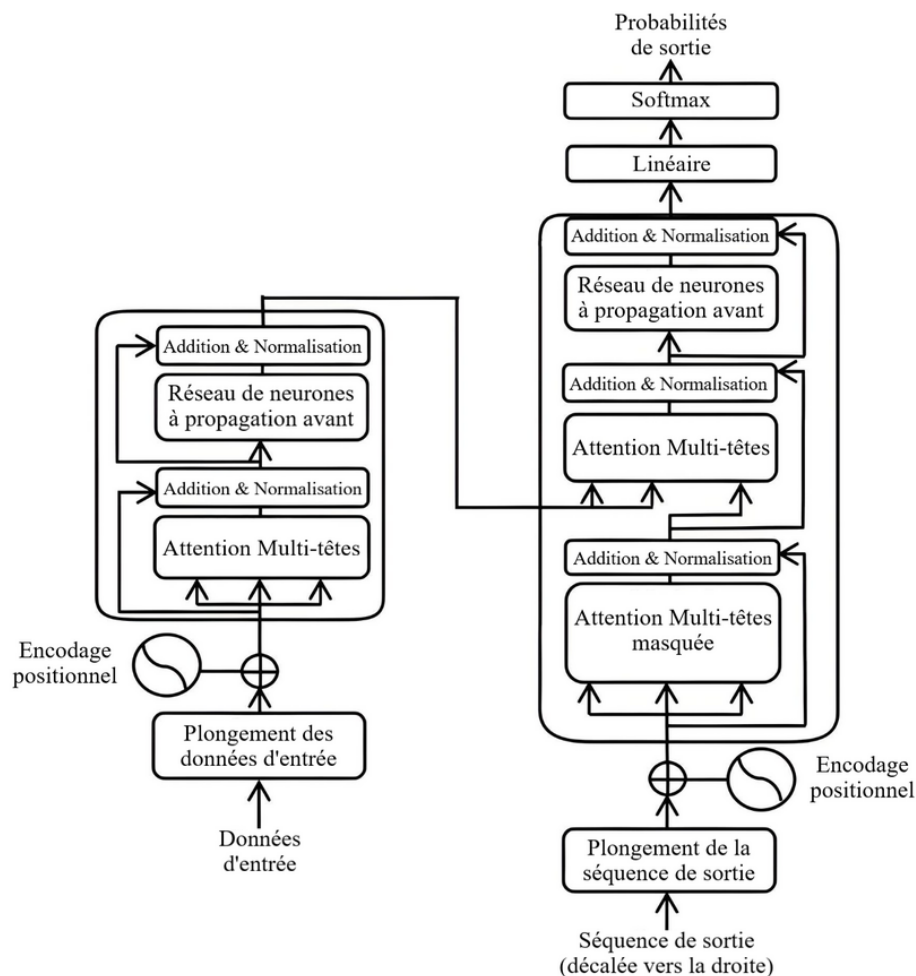 Probabilités
de sortie
Softmax
Linéaire
Addition & Normalisation
Réseau de neurones
à propagation avant
Addition & Normalisation
Attention Multi-têtes
Addition & Normalisation
Attention Multi-têtes
masquée
Encodage
positionnel
Plongement de la
séquence de sortie
Séquence de sortie
(décalée vers la droite)
Addition & Normalisation
Réseau de neurones
à propagation avant
Addition & Normalisation
Attention Multi-têtes
Encodage
positionnel
Plongement des
données d'entrée
Données
d'entrée